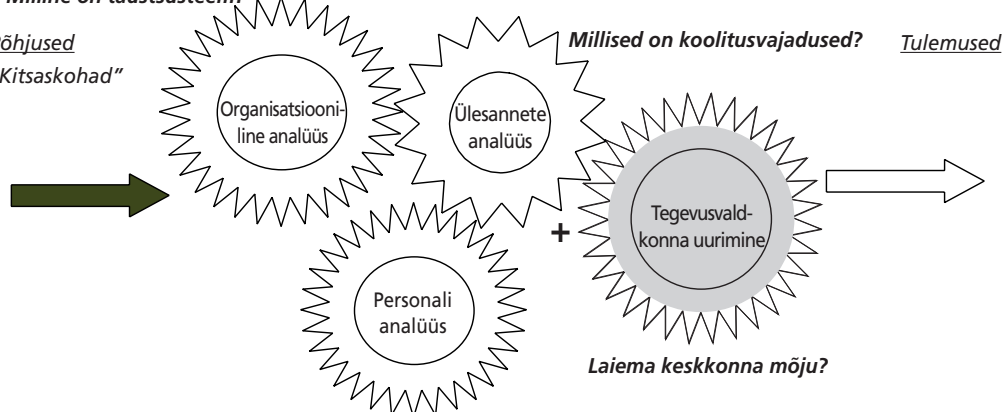 Milline on taustsüsteem?
Põhjused
Kitsaskohad”
Millised on koolitusvajadused?
Tulemused
Organisatsiooni-
line analüüs
Ülesannete
analüüs
+
Tegevusvald-
konna uurimine
Personali
analüüs
Laiema keskkonna mõju?